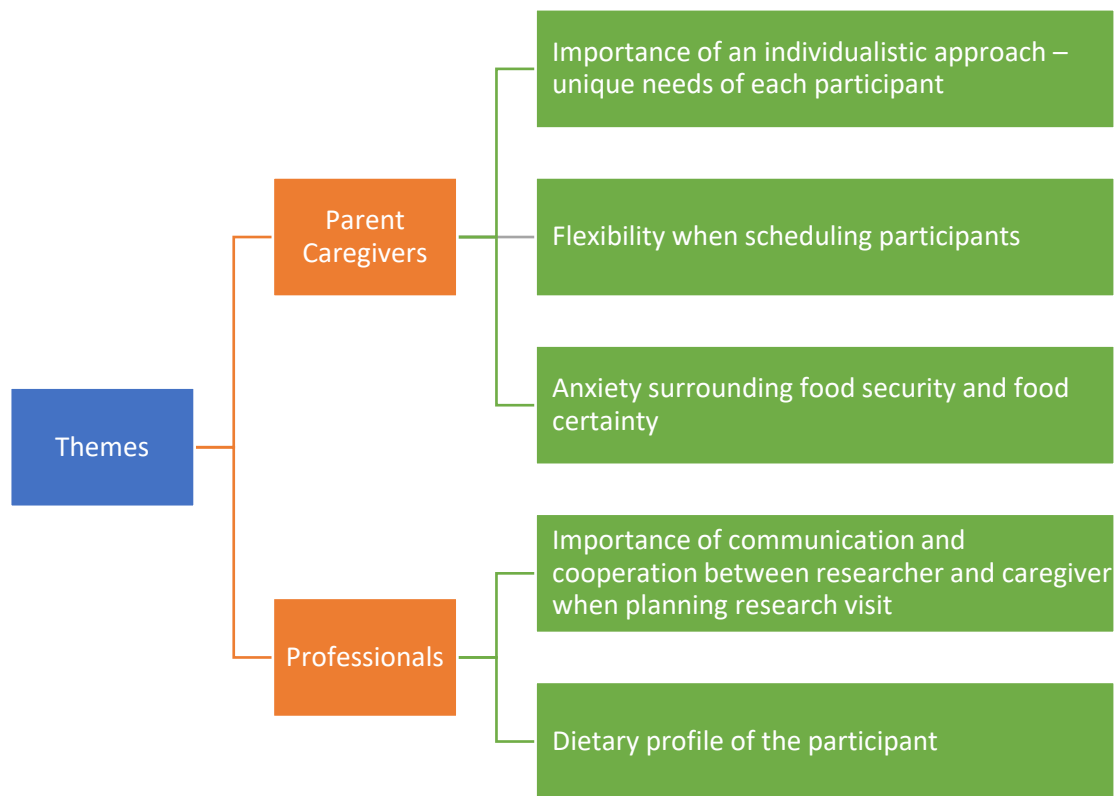 Themes
Parent
Caregivers
Importance of an individualistic approach –
unique needs of each participant
Flexibility when scheduling participants
Anxiety surrounding food security and food
certainty
Professionals
Importance of communication and
cooperation between researcher and caregiver
when planning research visit
Dietary profile of the participant